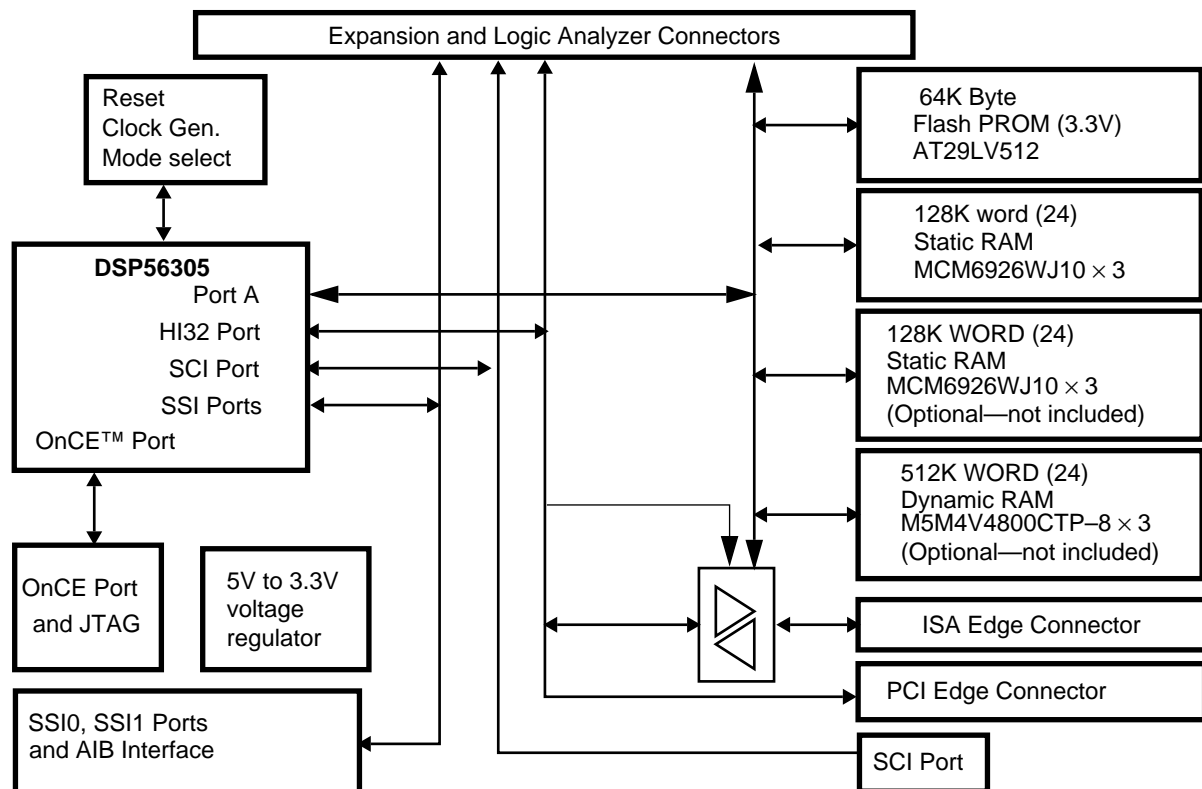 Expansion and Logic Analyzer Connectors
Reset
Clock Gen.
Mode select
64K Byte
Flash PROM (3.3V)
AT29LV512
128K word (24)
Static RAM
MCM6926WJ10 × 3
DSP56305
Port A
HI32 Port
SCI Port
SSI Ports
OnCE™ Port
128K WORD (24)
Static RAM
MCM6926WJ10 × 3
(Optional—not included)
512K WORD (24)
Dynamic RAM
M5M4V4800CTP–8 × 3
(Optional—not included)
OnCE Port
and JTAG
5V to 3.3V
voltage
regulator
ISA Edge Connector
PCI Edge Connector
SSI0, SSI1 Ports
and AIB Interface
SCI Port